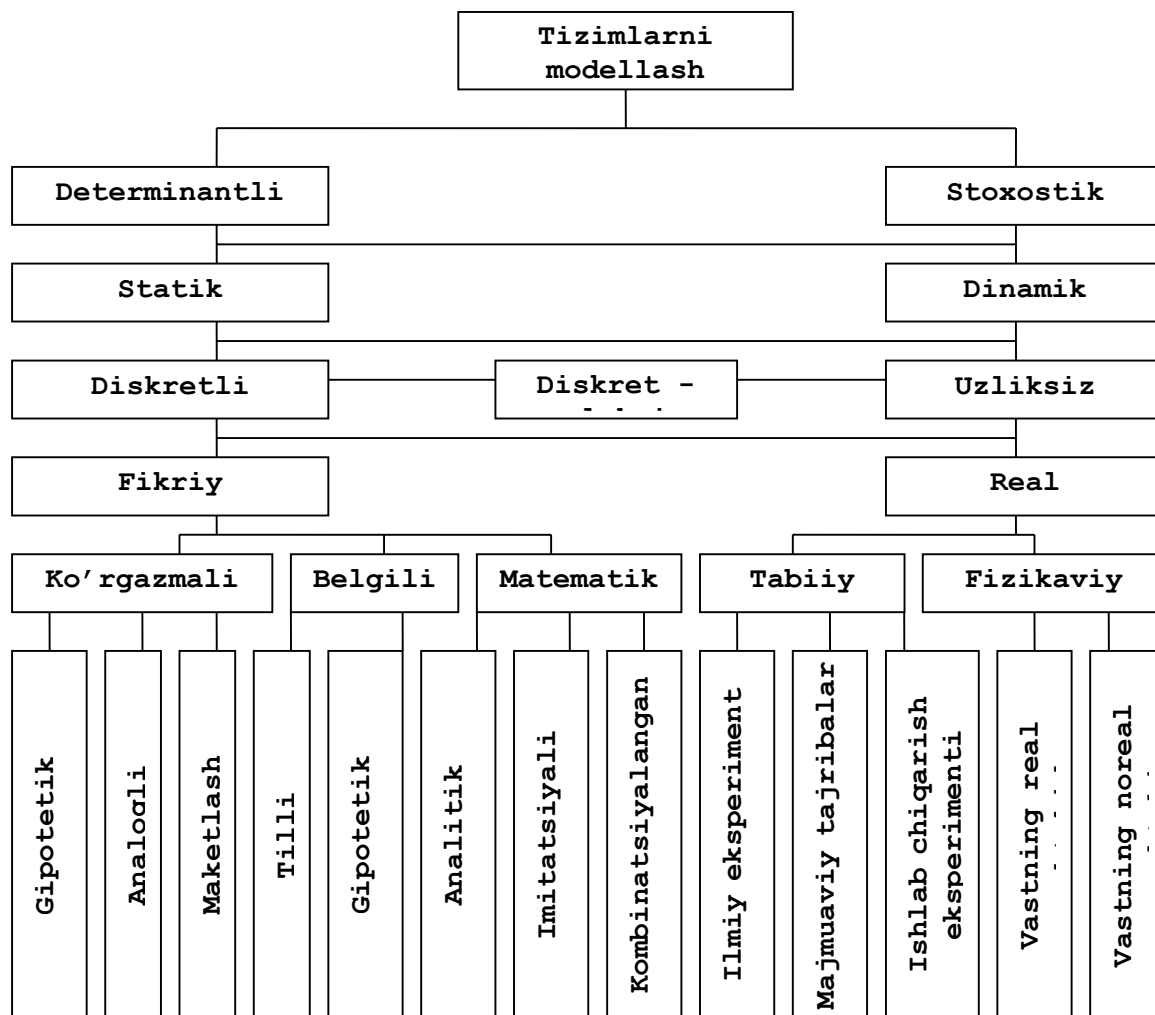 Tizimlarni
modellash
Determinantli
Stoxostik
Statik
Dinamik
Diskretli
Diskret –
Uzliksiz
Fikriy
Real
Ko’rgazmali
Belgili
Matematik
Tabiiy
Fizikaviy
Gipotetik
Analogli
Maketlash
Tilli
Gipotetik
Analitik
Imitatsiyali
Kombinatsiyalangan
Ilmiy eksperiment
Majmuaviy tajribalar
Ishlab chiqarish
eksperimenti
Vastning real
Vastning noreal